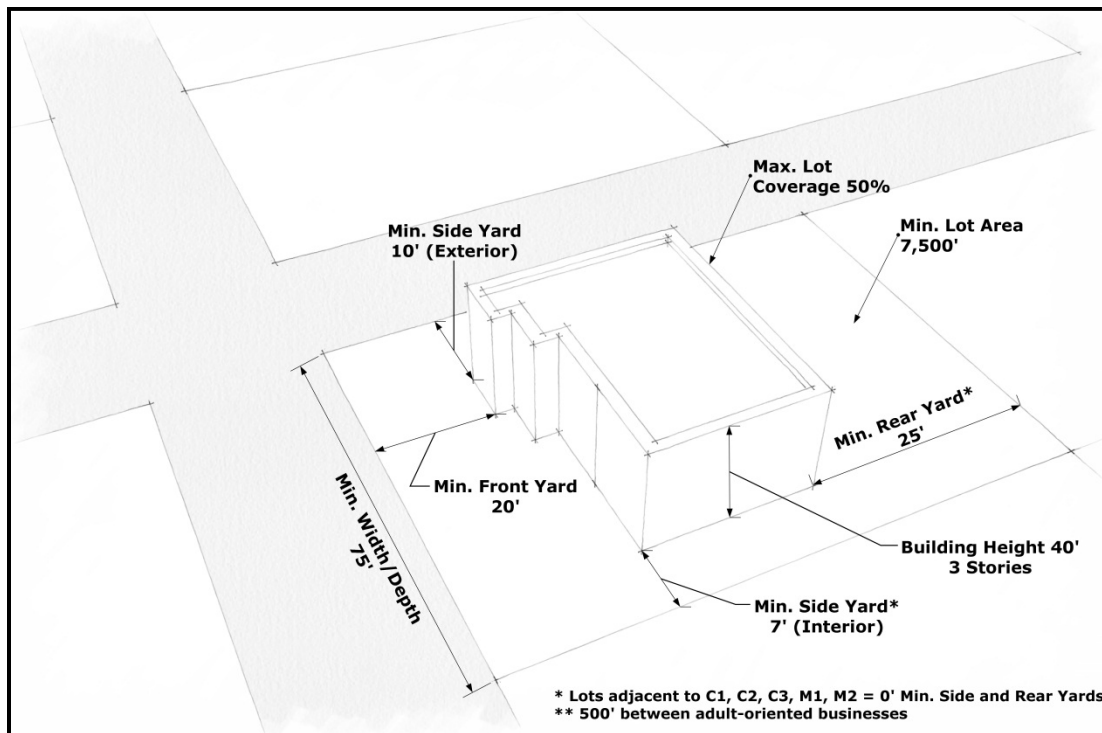 Max. Lot
Coverage 50%
Min. Lot Area
7,500'
Min. Side Yard
10' (Exterior)
Min. Rear Yard*
25'
Min. Front Yard
20'
Min. Width/Depth
75'
Building Height 40'
3 Stories
Min. Side Yard*
7' (Interior)
* Lots adjacent to C1, C2, C3, M1, M2 = 0' Min. Side and Rear Yards
** 500' between adult-oriented businesses